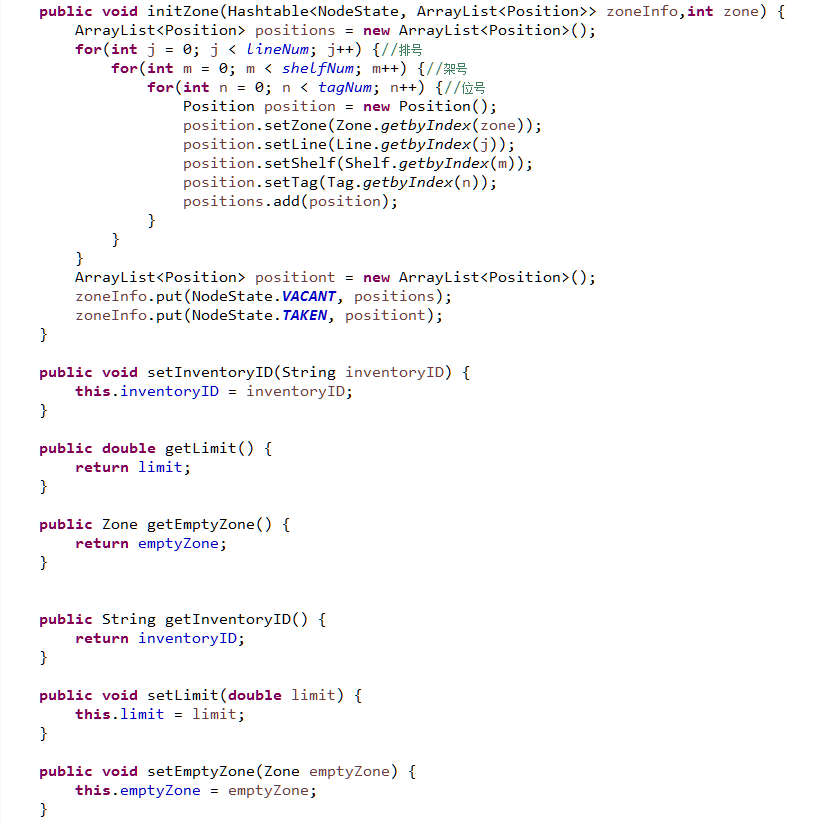 public void initZone(Hashtable<NodeState, ArrayList<Position>> zoneInfo,int zone) {
ArrayList<Position> positions = new ArrayList<Position>();
for(int j = 0; j < lineNum; j++) {//排号
for(int m = 0; m < shelfNum; m++) {//架号
for(int n = 0; n < tagNum; n++) {//位号
Position position = new Position();
position.setZone(Zone.getbyIndex(zone));
position.setLine(Line.getbyIndex(j));
position.setShelf(Shelf.getbyIndex(m));
position.setTag(Tag.getbyIndex(n));
positions.add(position);
}
}
}
ArrayList<Position> positiont = new ArrayList<Position>();
zoneInfo.put(NodeState.VACANT, positions);
zoneInfo.put(NodeState.TAKEN, positiont);
}
public void setInventoryID(String inventoryID) {
this.inventoryID = inventoryID;
}
public double getLimit() {
return limit;
}
public Zone getEmptyZone() {
return emptyZone;
}
public String getInventoryID() {
return inventoryID;
}
public void setLimit(double limit) {
this.limit = limit;
}
public void setEmptyZone(Zone emptyZone) {
this.emptyZone = emptyZone;
}